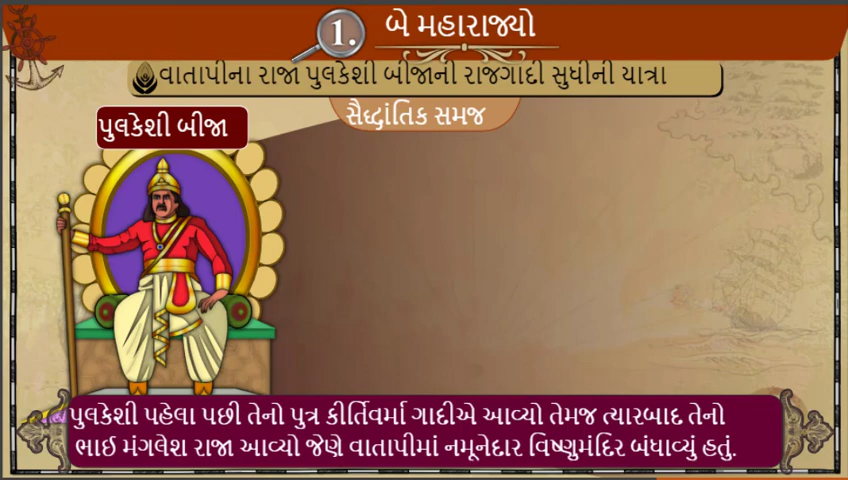 1. બે મહારાજ્યો
વાતાપીના રાજા પુલકેશી બીજાની રાજગાદી સુધીની યાત્રા
સૈદ્ધાંતિક સમજ
પુલકેશી બીજા
પુલકેશી પહેલા પછી તેનો પુત્ર કીર્તિવર્મા ગાદીએ આવ્યો તેમજ ત્યારબાદ તેનો
ભાઈ મંગલેશ રાજા આવ્યો જેણે વાતાપીમાં નમૂનેદાર વિષ્ણુમંદિર બંધાવ્યું હતું.